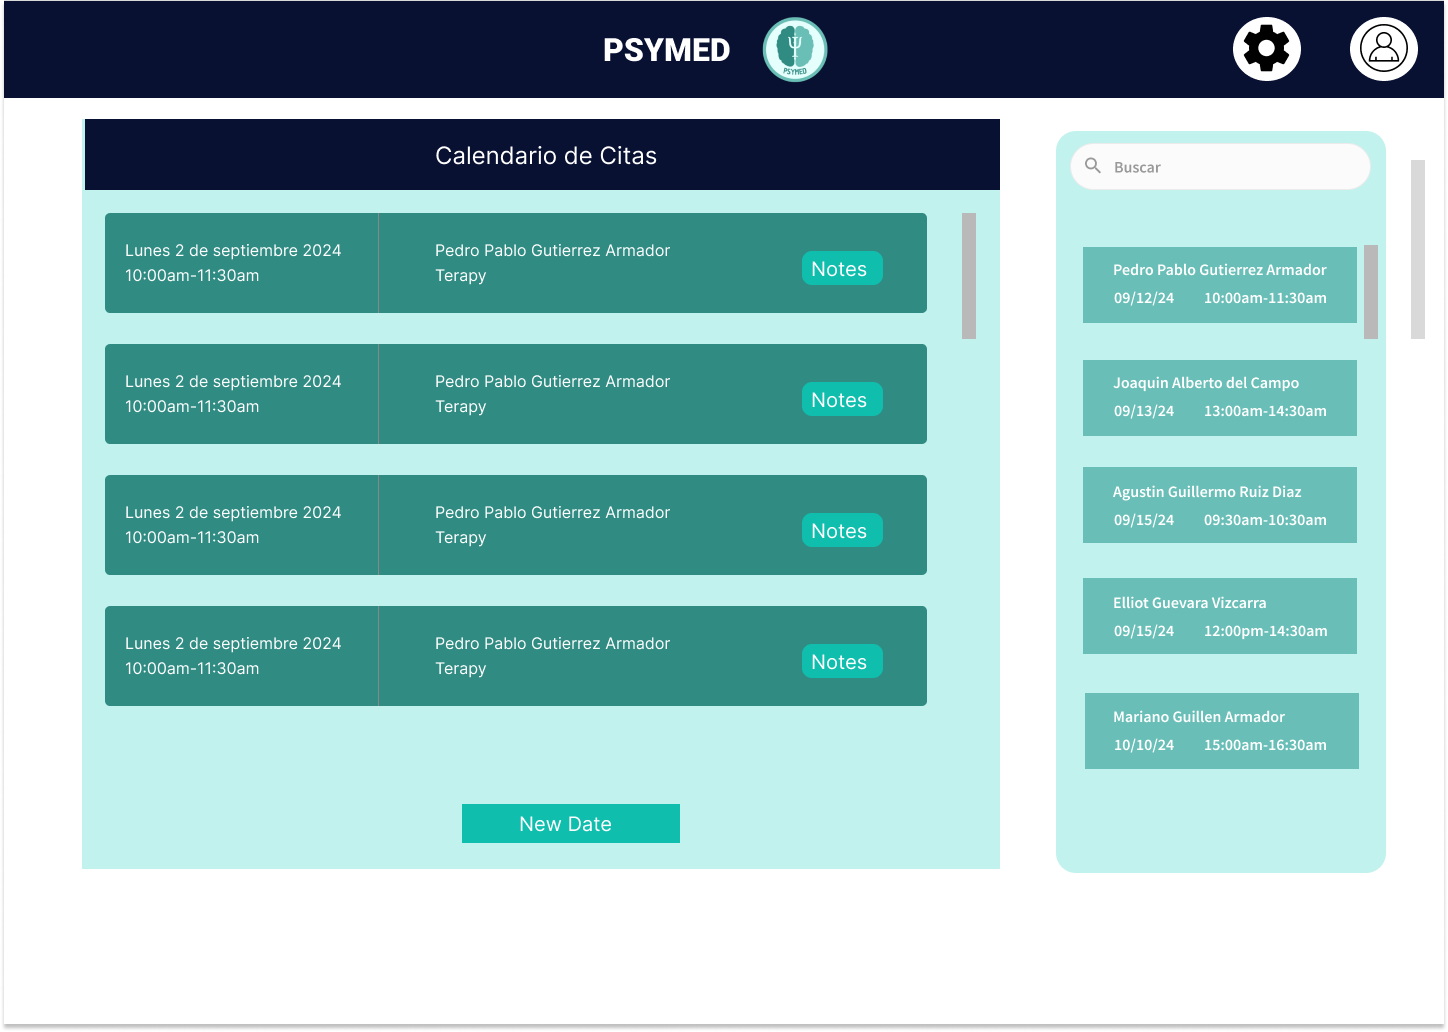 PSYMED
PSYMED
Calendario de Citas
Lunes 2 de septiembre 2024
10:00am-11:30am
Pedro Pablo Gutierrez Armador
Terapy
Notes
Lunes 2 de septiembre 2024
10:00am-11:30am
Pedro Pablo Gutierrez Armador
Terapy
Notes
Lunes 2 de septiembre 2024
10:00am-11:30am
Pedro Pablo Gutierrez Armador
Terapy
Notes
Lunes 2 de septiembre 2024
10:00am-11:30am
Pedro Pablo Gutierrez Armador
Terapy
Notes
New Date
Buscar
Pedro Pablo Gutierrez Armador
09/12/24 10:00am-11:30am
Joaquin Alberto del Campo
09/13/24 13:00am-14:30am
Agustin Guillermo Ruiz Diaz
09/15/24 09:30am-10:30am
Elliot Guevara Vizcarra
09/15/24 12:00pm-14:30am
Mariano Guillen Armador
10/10/24 15:00am-16:30am